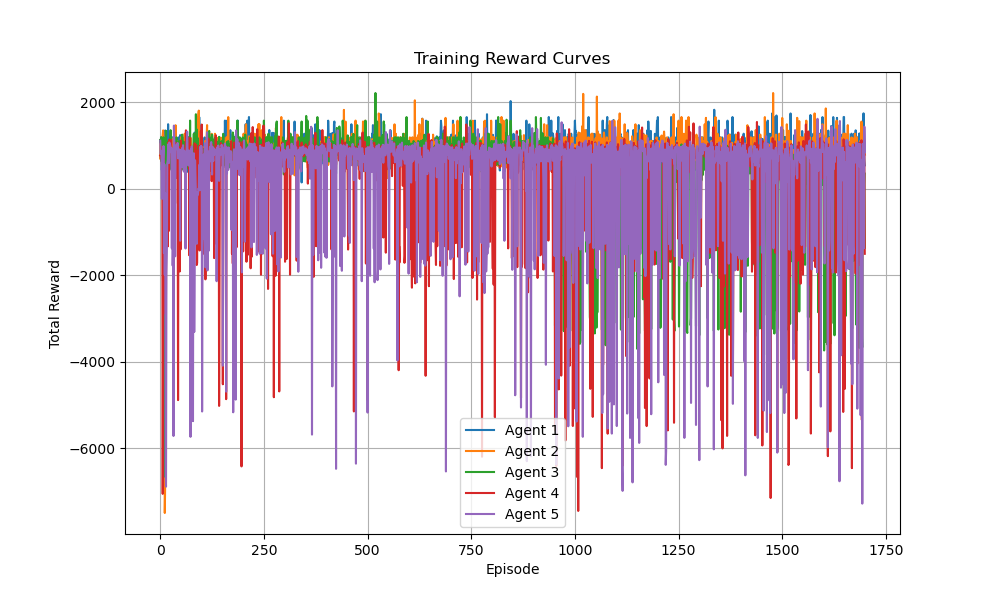 Training Reward Curves
Total Reward
2000
0
−2000
−4000
−6000
Agent 1
Agent 2
Agent 3
Agent 4
Agent 5
0 250 500 750 1000 1250 1500 1750
Episode